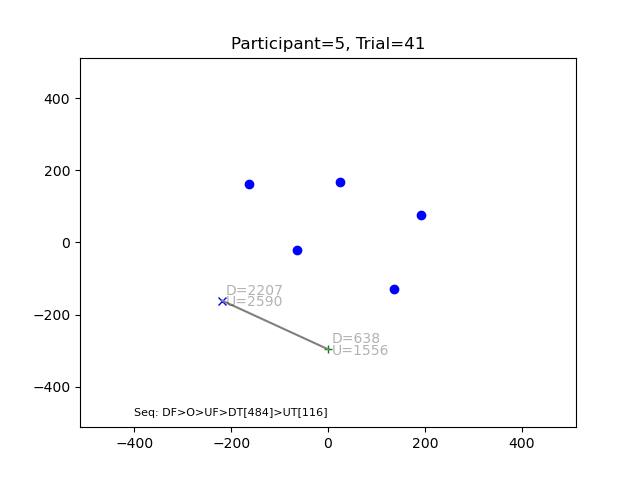 Participant=5, Trial=41
400
200
0
−200
−400
D=2207
U=2590
D=638
U=1556
Seq: DF>O>UF>DT[484]>UT[116]
−400 −200 0 200 400